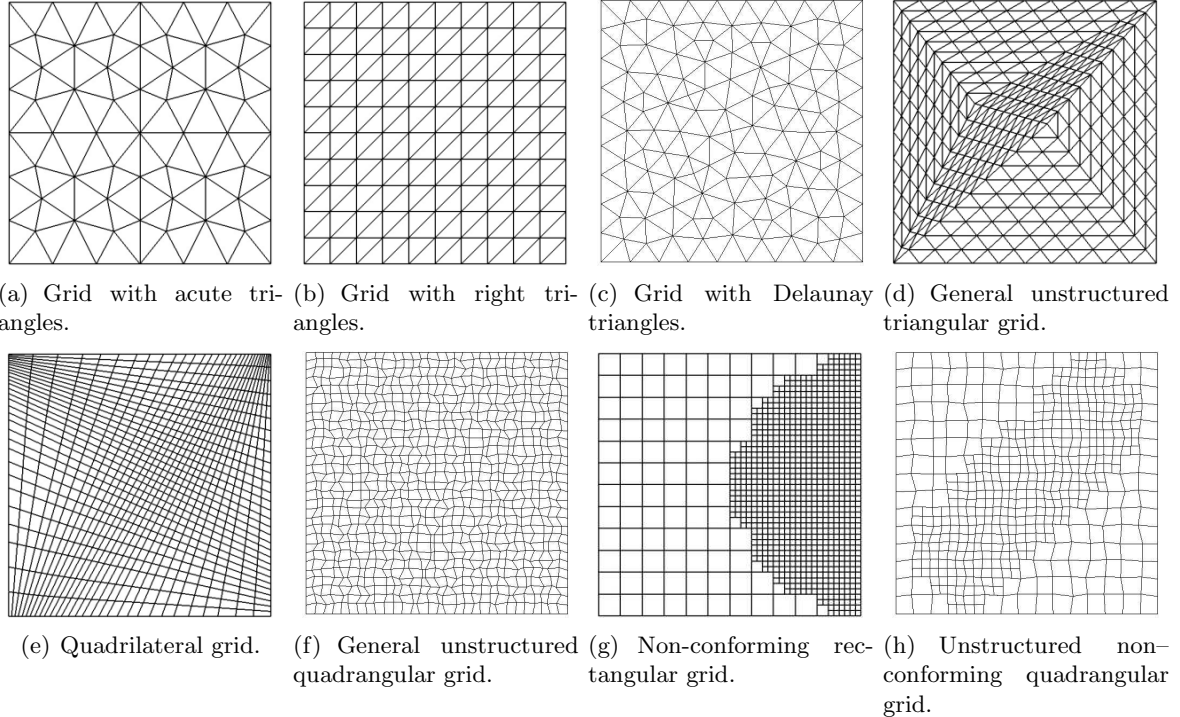 (a) Grid with acute tri-
angles.
(b) Grid with right tri-
angles.
(c) Grid with Delaunay
triangles.
(d) General unstructured
triangular grid.
(e) Quadrilateral grid.
(f) General unstructured
quadrangular grid.
(g) Non-conforming rec-
tangular grid.
(h) Unstructured non–
conforming quadrangular
grid.